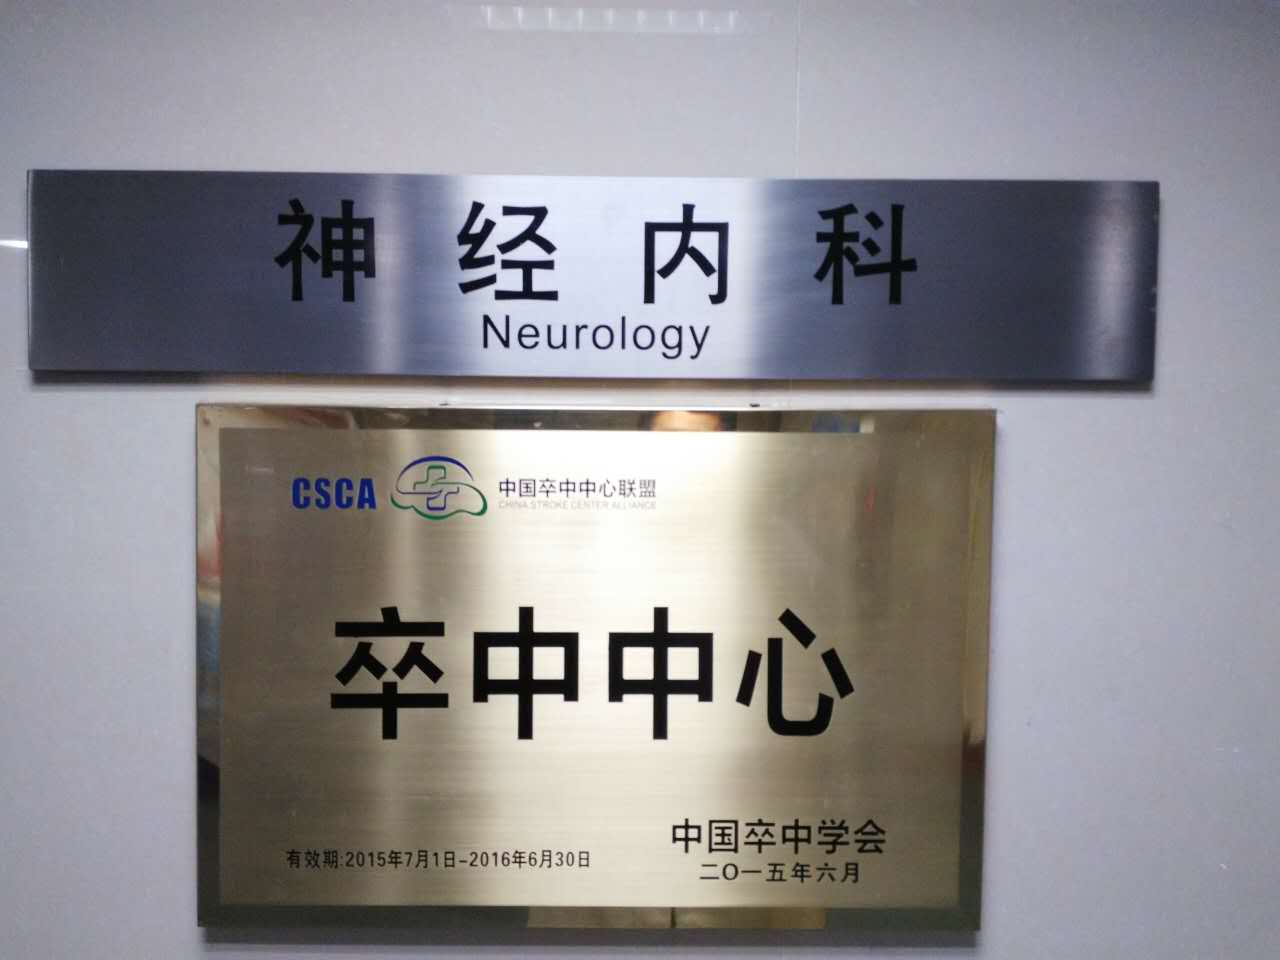 神经内科
Neurology
CSCA 中国卒中中心联盟
CHINA STROKE CENTER ALLIANCE
卒中中心
中国卒中学会
有效期:2015年7月1日-2016年6月30日
二〇一五年六月